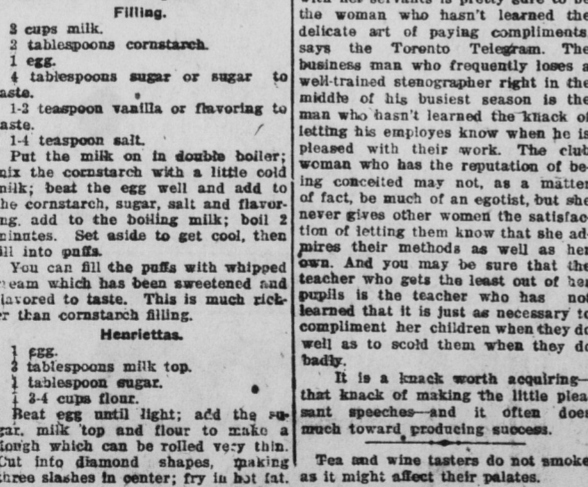 Filling.
3 cups milk.
2 tablespoons cornstarch.
1 egg.
4 tablespoons sugar or sugar to
aste.
1-2 teaspoon vanilla or flavoring to
aste.
1-4 teaspoon salt.
Put the milk on in double boiler;
mix the cornstarch with a little cold
milk; beat the egg well and add to
he cornstarch, sugar, salt and flavor-
ng. add to the boiling milk; boil 2
minutes. Set aside to get cool, then
ill into puffs.
You can fill the puffs with whipped
ream which has been sweetened and
flavored to taste. This is much rich-
r than cornstarch filling.
Henriettas.
1 egg.
3 tablespoons milk top.
1 tablespoon sugar.
1 3-4 cups flour.
Beat egg until light; add the su-
gar, milk top and flour to make a
dough which can be rolled very thin.
Cut into diamond shapes, making
three slashes in center; fry in hot fat.
the woman who hasn't learned the
delicate art of paying compliments,
says the Toronto Telegram. The
business man who frequently loses a
well-trained stenographer right in the
middle of his busiest season is the
man who hasn't learned the knack of
letting his employes know when he is
pleased with their work. The club
woman who has the reputation of be-
ing conceited may not, as a matter
of fact, be much of an egotist, but she
never gives other women the satisfac-
tion of letting them know that she ad-
mires their methods as well as her
own. And you may be sure that the
teacher who gets the least out of her
pupils is the teacher who has not
learned that it is just as necessary to
compliment her children when they do
well as to scold them when they do
badly.
It is a knack worth acquiring—
that knack of making the little plea
sant speeches—and it often does
much toward producing success.
Tea and wine tasters do not smoke
as it might affect their palates.